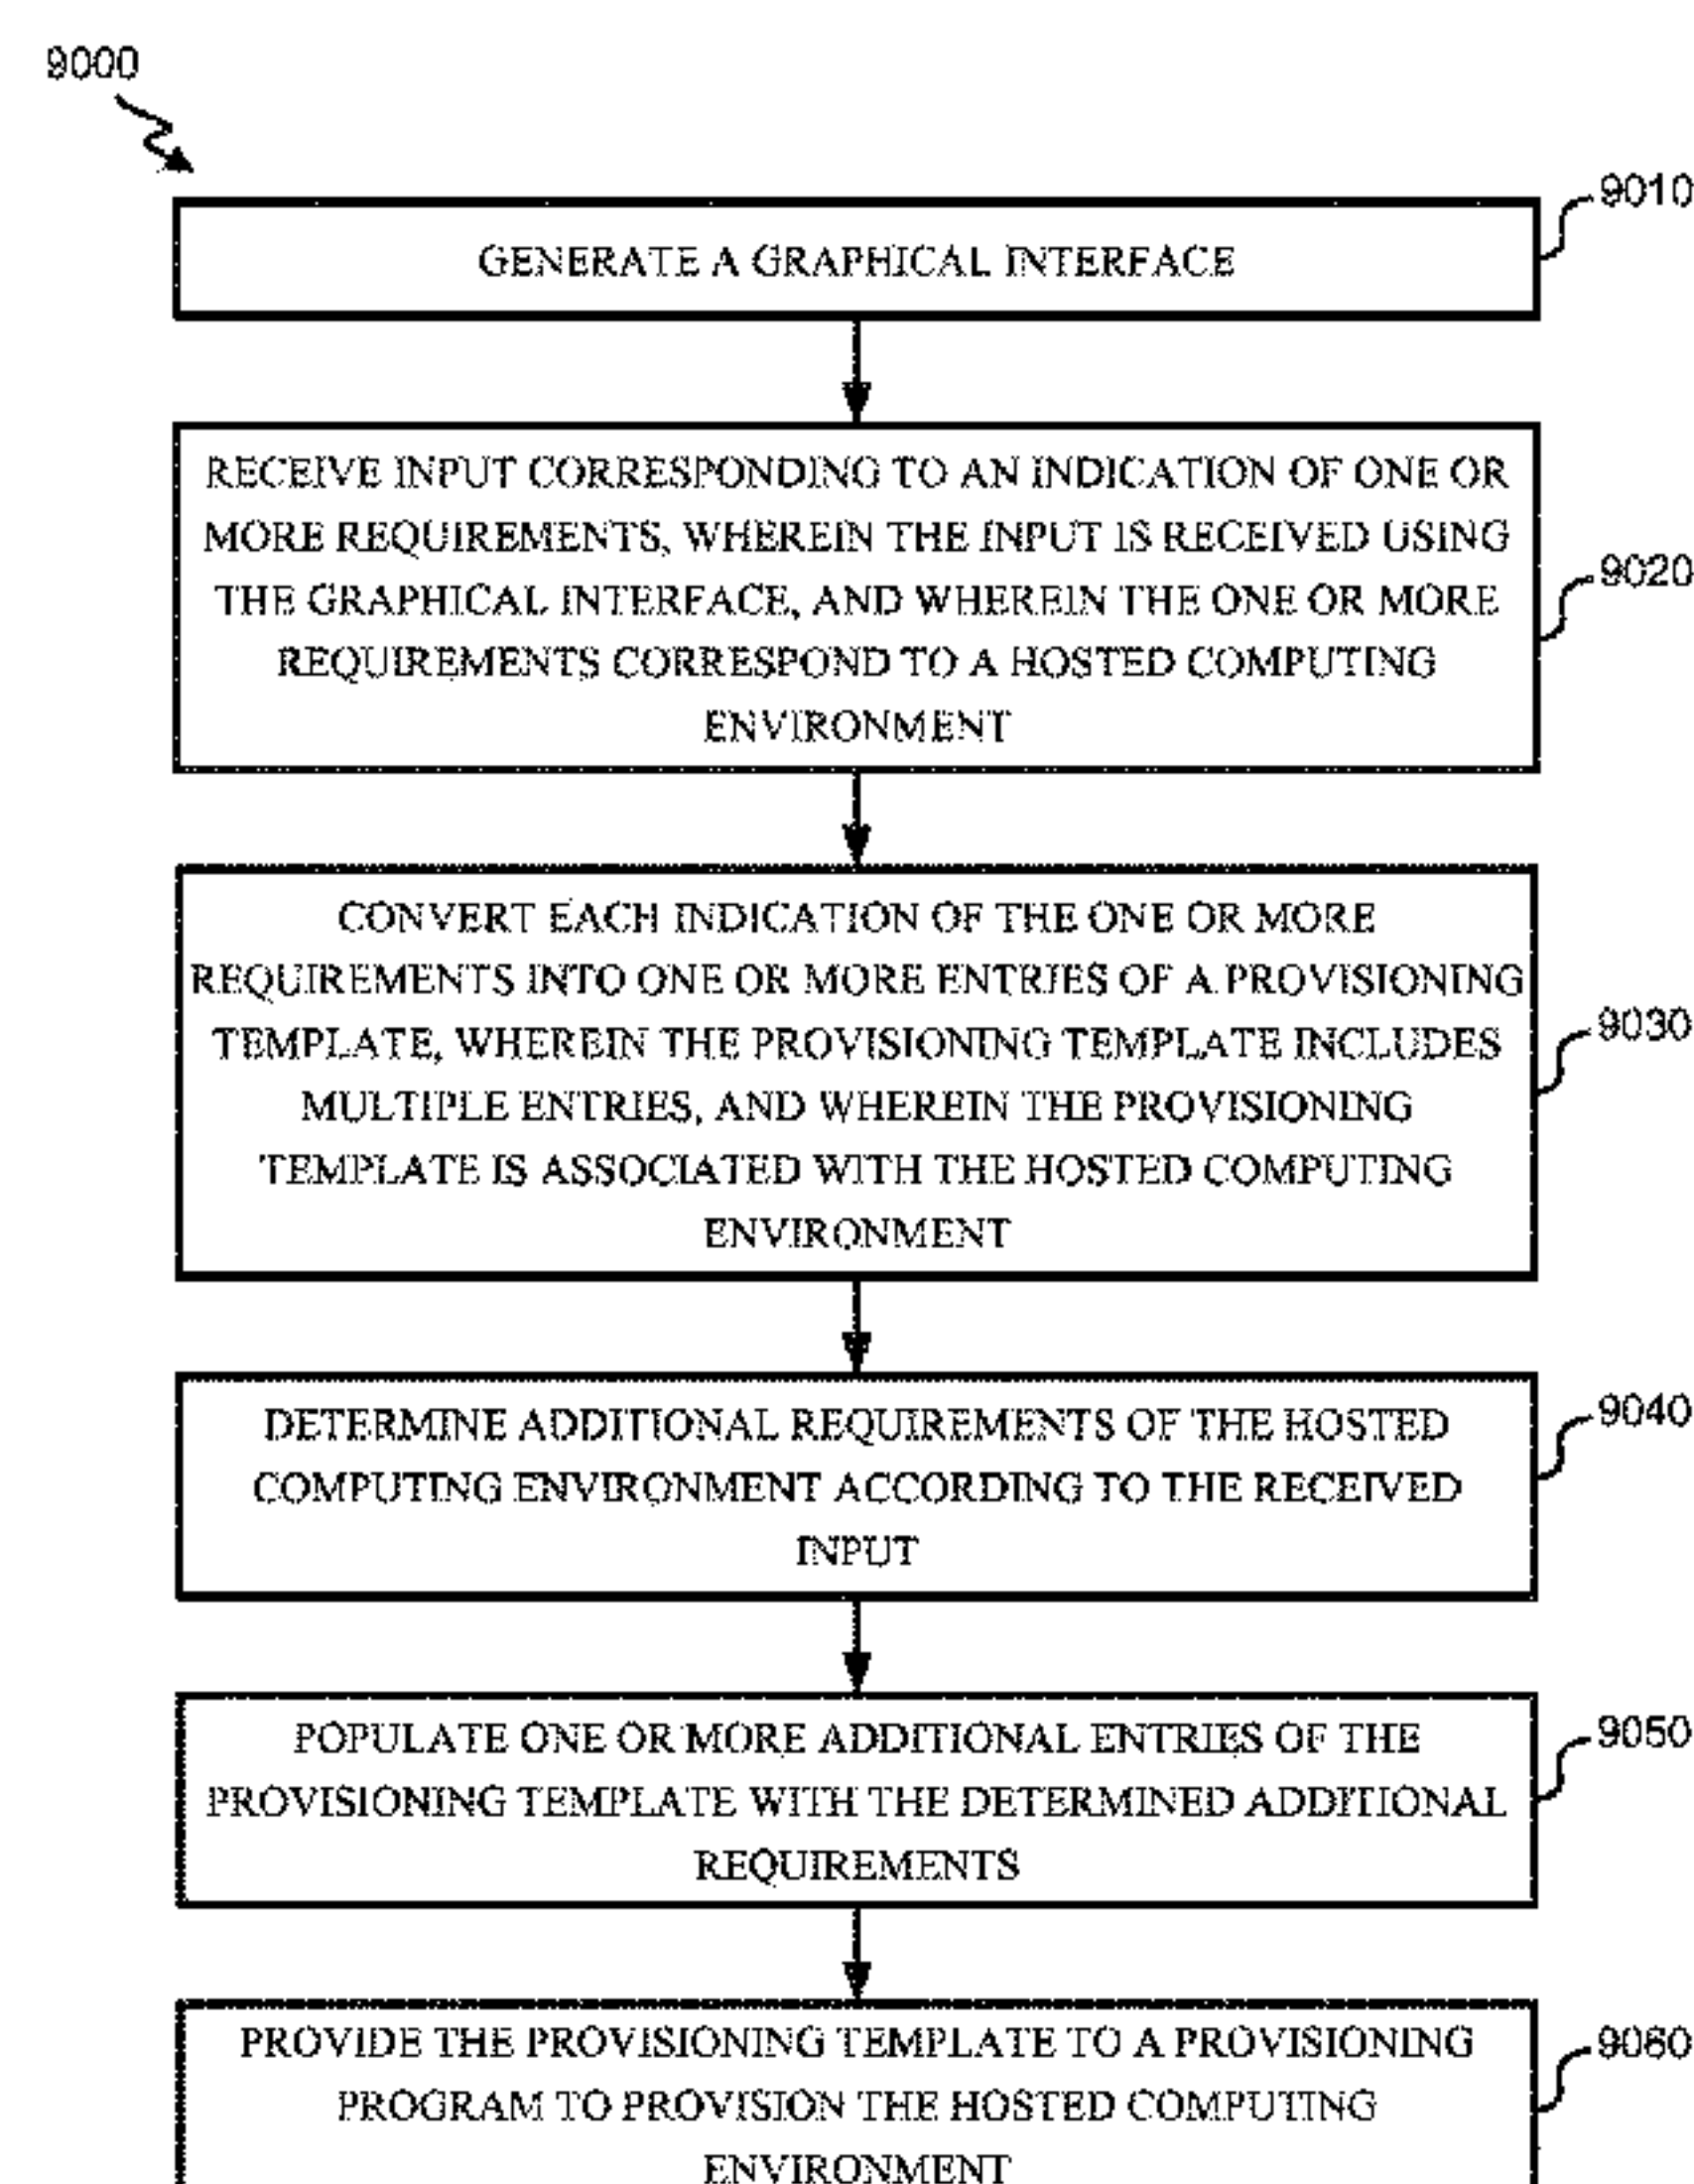 9000
9010
GENERATE A GRAPHICAL INTERFACE
RECEIVE INPUT CORRESPONDING TO AN INDICATION OF ONE OR
MORE REQUIREMENTS, WHEREIN THE INPUT IS RECEIVED USING
9020
THE GRAPHICAL INTERFACE, AND WHEREIN THE ONE OR MORE
REQUIREMENTS CORRESPOND TO A HOSTED COMPUTING
ENVIRONMENT
CONVERT EACH INDICATION OF THE ONE OR MORE
REQUIREMENTS INTO ONE OR MORE ENTRIES OF A PROVISIONING
9030
TEMPLATE, WHEREIN THE PROVISIONING TEMPLATE INCLUDES
MULTIPLE ENTRIES, AND WHEREIN THE PROVISIONING
TEMPLATE IS ASSOCIATED WITH THE HOSTED COMPUTING
ENVIRONMENT
9040
DETERMINE ADDITIONAL REQUIREMENTS OF THE HOSTED
COMPUTING ENVIRONMENT ACCORDING TO THE RECEIVED
INPUT
9050
POPULATE ONE OR MORE ADDITIONAL ENTRIES OF THE
PROVISIONING TEMPLATE WITH THE DETERMINED ADDITIONAL
REQUIREMENTS
9060
PROVIDE THE PROVISIONING TEMPLATE TO A PROVISIONING
PROGRAM TO PROVISION THE HOSTED COMPUTING
ENVIRONMENT